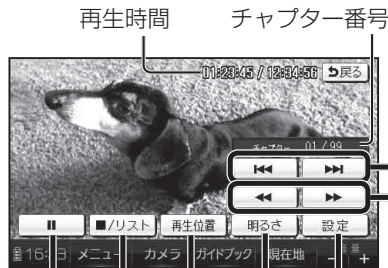 再生時間 チャプター番号
01:23:45 / 12:34:56 戻る
チャプター 01/99
■/リスト 再生位置 明るさ 設定
メニュー カメラ ガイドブック 現在地 音量
- +